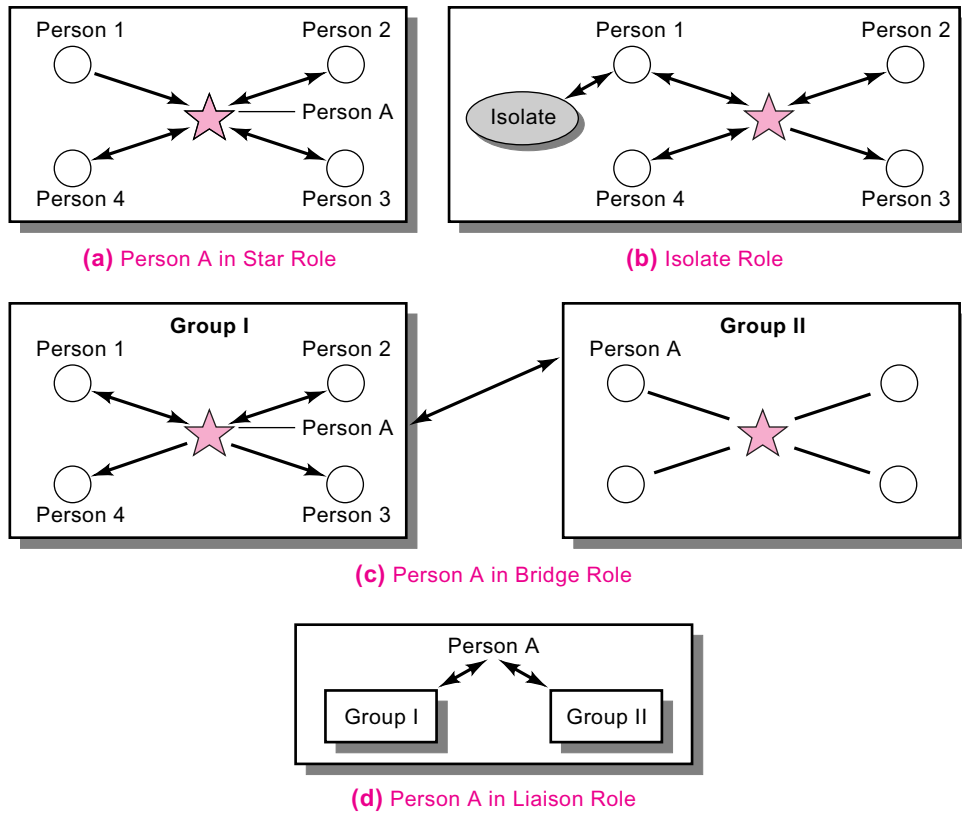 Person 1
Person 2
Person A
Person 4
Person 3
(a) Person A in Star Role
Person 1
Person 2
Isolate
Person 4
Person 3
(b) Isolate Role
Group I
Person 1
Person 2
Person A
Person 4
Person 3
Group II
Person A
(c) Person A in Bridge Role
Person A
Group I
Group II
(d) Person A in Liaison Role